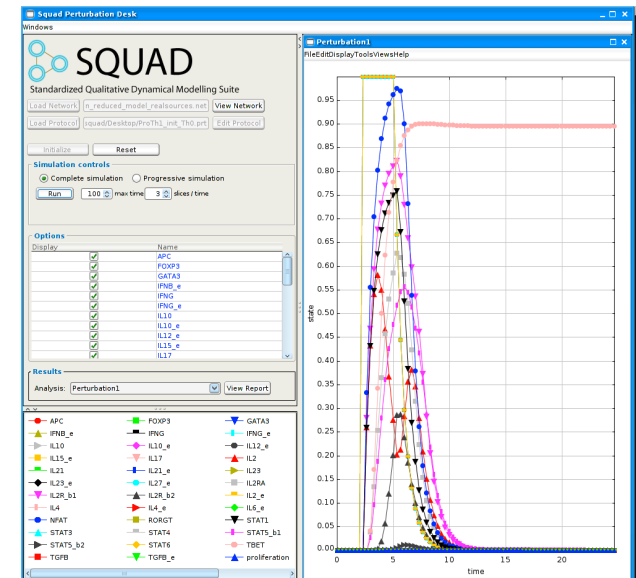 Squad Perturbation Desk
Windows
SQUAD
Standardized Qualitative Dynamical Modelling Suite
Load Network n_reduced_model_realsources.net View Network
Load Protocol squad/Desktop/ProTh1_init_Th0.prt Edit Protocol
Initialize Reset
Simulation controls
Complete simulation Progressive simulation
Run 100 max time 3 slices / time
Options
Display Name
APC
FOXP3
GATA3
IFNB_e
IFNG
IFNG_e
IL10
IL10_e
IL12_e
IL15_e
IL17
Results
Analysis: Perturbation1 View Report
APC FOXP3 GATA3
IFNB_e IFNG IFNG_e
IL10 IL10_e IL12_e
IL15_e IL17 IL2
IL21 IL21_e IL23
IL23_e IL27_e IL2RA
IL2R_b1 IL2R_b2 IL2_e
IL4 IL4_e IL6_e
NFAT RORGT STAT1
STAT3 STAT4 STAT5_b1
STAT5_b2 STAT6 TBET
TGFB TGFB_e proliferation
Perturbation1
FileEditDisplayToolsViewsHelp
0.95
0.90
0.85
0.80
0.75
0.70
0.65
0.60
0.55
state
0.50
0.45
0.40
0.35
0.30
0.25
0.20
0.15
0.10
0.05
0.00
0 5 10 15 20
time